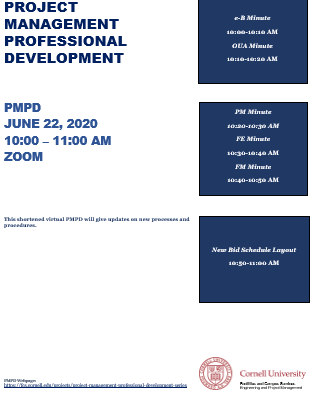 PROJECT
MANAGEMENT
PROFESSIONAL
DEVELOPMENT
PMPD
JUNE 22, 2020
10:00 – 11:00 AM
ZOOM
This shortened virtual PMPD will give updates on new processes and
procedures.
PMPD Webpage:
https://fcs.cornell.edu/projects/project-management-professional-development-series
e-B Minute
10:00-10:10 AM
OUA Minute
10:10-10:20 AM
PM Minute
10:20-10:30 AM
FE Minute
10:30-10:40 AM
FM Minute
10:40-10:50 AM
New Bid Schedule Layout
10:50-11:00 AM
Cornell University
Facilities and Campus Services
Engineering and Project Management